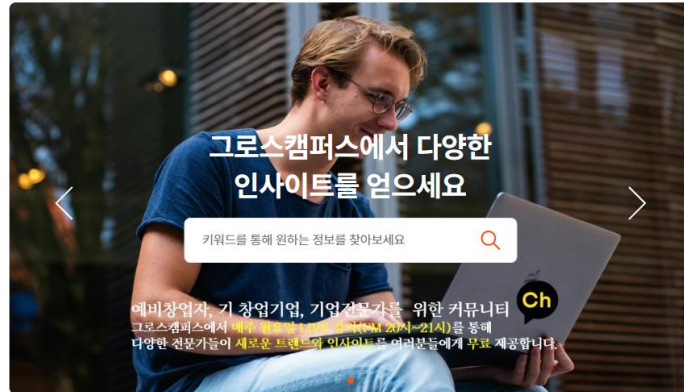 그로스캠퍼스에서 다양한
인사이트를 얻으세요
키워드를 통해 원하는 정보를 찾아보세요
Ch
예비창업자, 기 창업기업, 기업전문가를 위한 커뮤니티
그로스캠퍼스에서 매주 월요일 LIVE 강의(PM 20시~21시)를 통해
다양한 전문가들이 새로운 트렌드와 인사이트를 여러분들에게 무료 제공합니다.